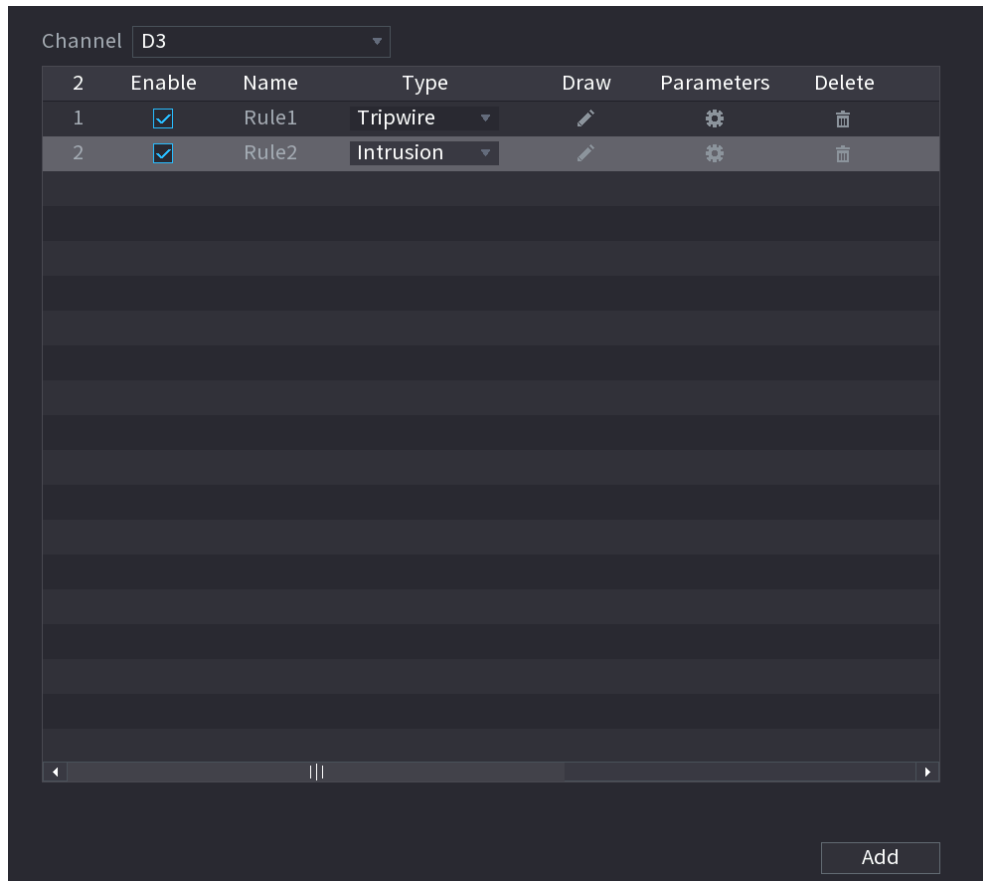 Channel D3
2 Enable Name Type Draw Parameters Delete
1 Rule1 Tripwire
2 Rule2 Intrusion
Add